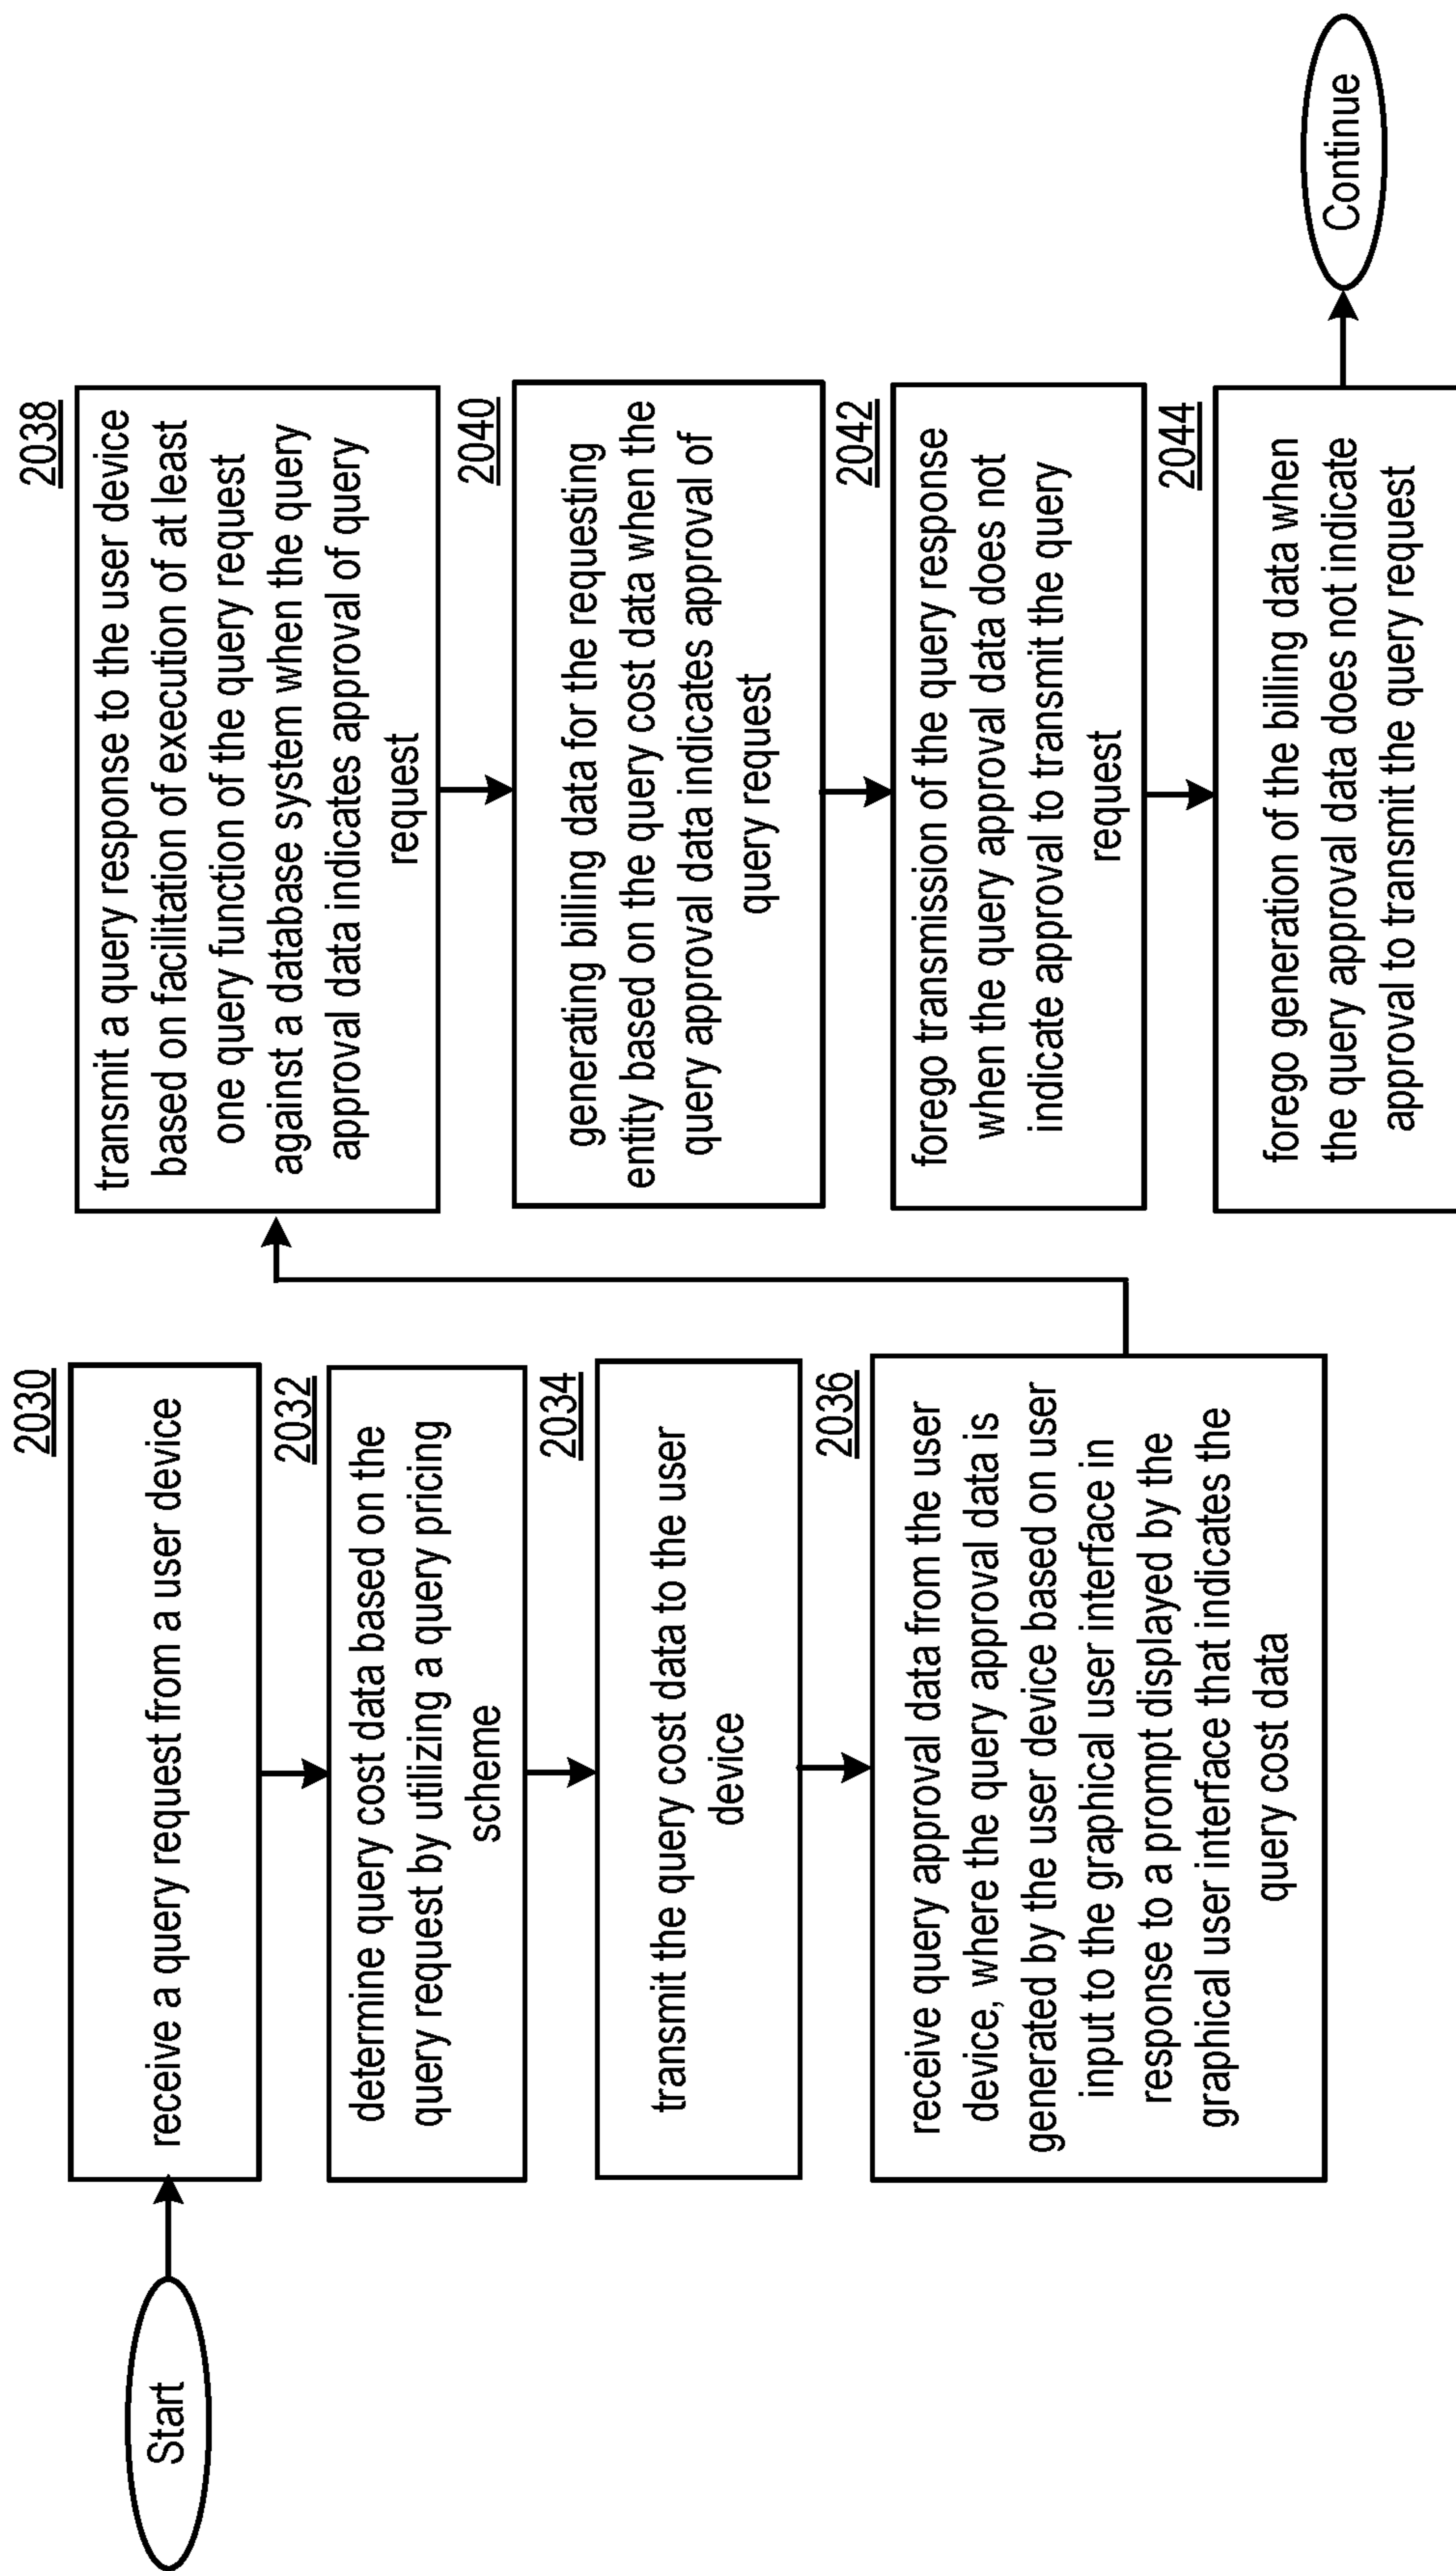 Start
2030
receive a query request from a user device
2032
determine query cost data based on the
query request by utilizing a query pricing
scheme
2034
transmit the query cost data to the user
device
2036
receive query approval data from the user
device, where the query approval data is
generated by the user device based on user
input to the graphical user interface in
response to a prompt displayed by the
graphical user interface that indicates the
query cost data
2038
transmit a query response to the user device
based on facilitation of execution of at least
one query function of the query request
against a database system when the query
approval data indicates approval of query
request
2040
generating billing data for the requesting
entity based on the query cost data when the
query approval data indicates approval of
query request
2042
forego transmission of the query response
when the query approval data does not
indicate approval to transmit the query
request
2044
forego generation of the billing data when
the query approval data does not indicate
approval to transmit the query request
Continue